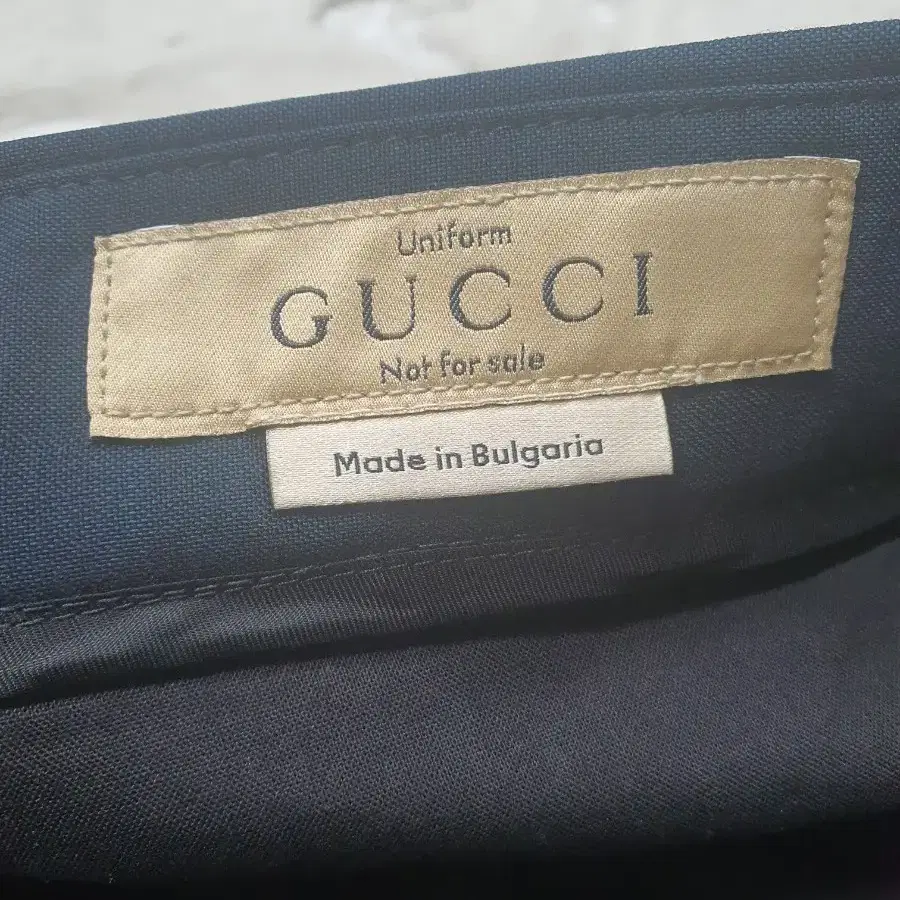 Uniform
GUCCI
Not for sale
Made in Bulgaria